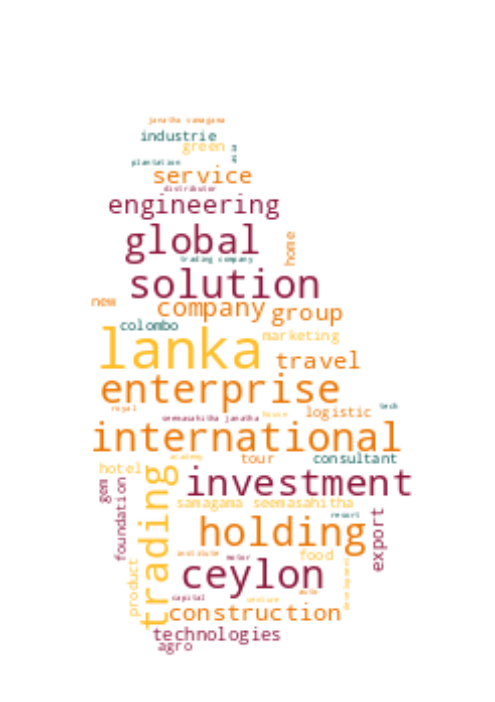 janatha samagama
industrie
green
plantation
service
distributor
engineering
global
home
trading company
solution
new
company group
colombo
marketing
lanka
travel
enterprise
royal
tech
logistic
seemasahitha janatha
house
international
academy
tour
consultant
hotel
investment
gem
foundation
trading
samagama seemasahitha
resort
holding
export
institute
motor
food
product
ceylon
development
auto
capital
venture
construction
technologies
agro